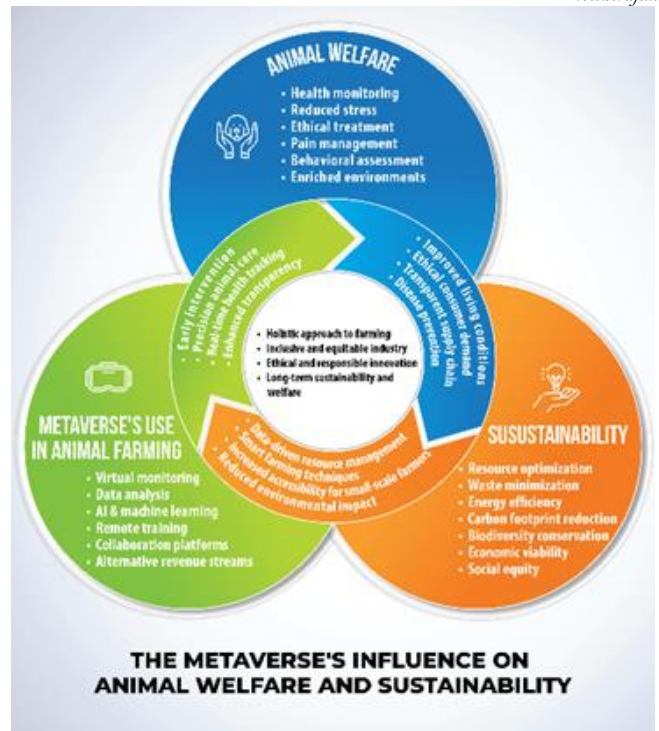 ANIMAL WELFARE
• Health monitoring
• Reduced stress
• Ethical treatment
• Pain management
• Behavioral assessment
• Enriched environments
• Early intervention
• Precision animal care
• Real-time health tracking
• Enhanced transparency
• Improved living conditions
• Ethical consumer demand
• Transparent supply chain
• Disease prevention
• Holistic approach to farming
• Inclusive and equitable industry
• Ethical and responsible innovation
• Long-term sustainability and
welfare
• Data-driven resource management
• Smart farming techniques
• Increased accessibility for small-scale farmers
• Reduced environmental impact
METAVERSE'S USE
IN ANIMAL FARMING
• Virtual monitoring
• Data analysis
• AI & machine learning
• Remote training
• Collaboration platforms
• Alternative revenue streams
SUSUSTAINABILITY
• Resource optimization
• Waste minimization
• Energy efficiency
• Carbon footprint reduction
• Biodiversity conservation
• Economic viability
• Social equity
THE METAVERSE'S INFLUENCE ON
ANIMAL WELFARE AND SUSTAINABILITY